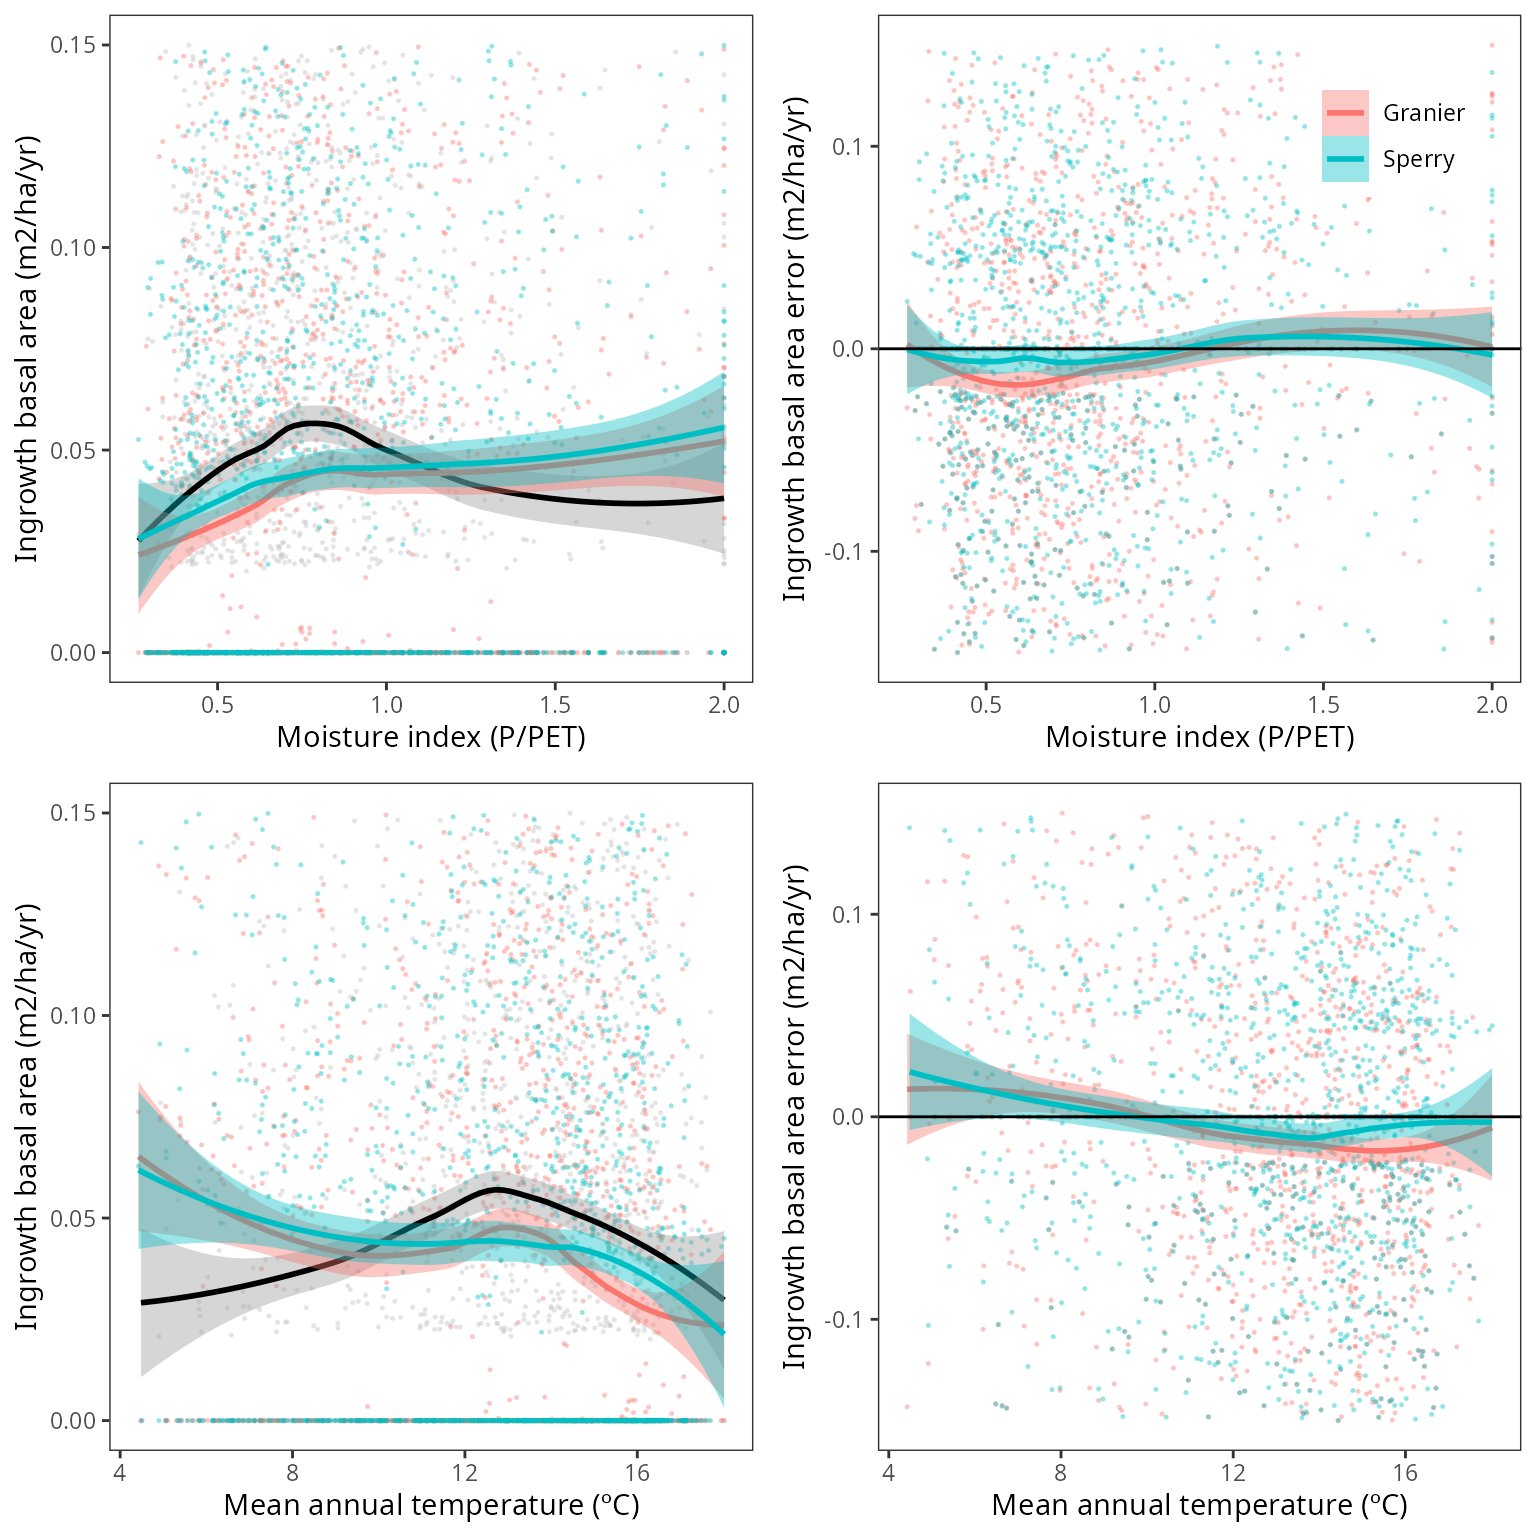 Ingrowth basal area (m2/ha/yr)
0.15
0.10
0.05
0.00
0.5 1.0 1.5 2.0
Moisture index (P/PET)
Ingrowth basal area error (m2/ha/yr)
0.1
0.0
-0.1
Granier
Sperry
0.5 1.0 1.5 2.0
Moisture index (P/PET)
Ingrowth basal area (m2/ha/yr)
0.15
0.10
0.05
0.00
4 8 12 16
Mean annual temperature (ºC)
Ingrowth basal area error (m2/ha/yr)
0.1
0.0
-0.1
4 8 12 16
Mean annual temperature (ºC)